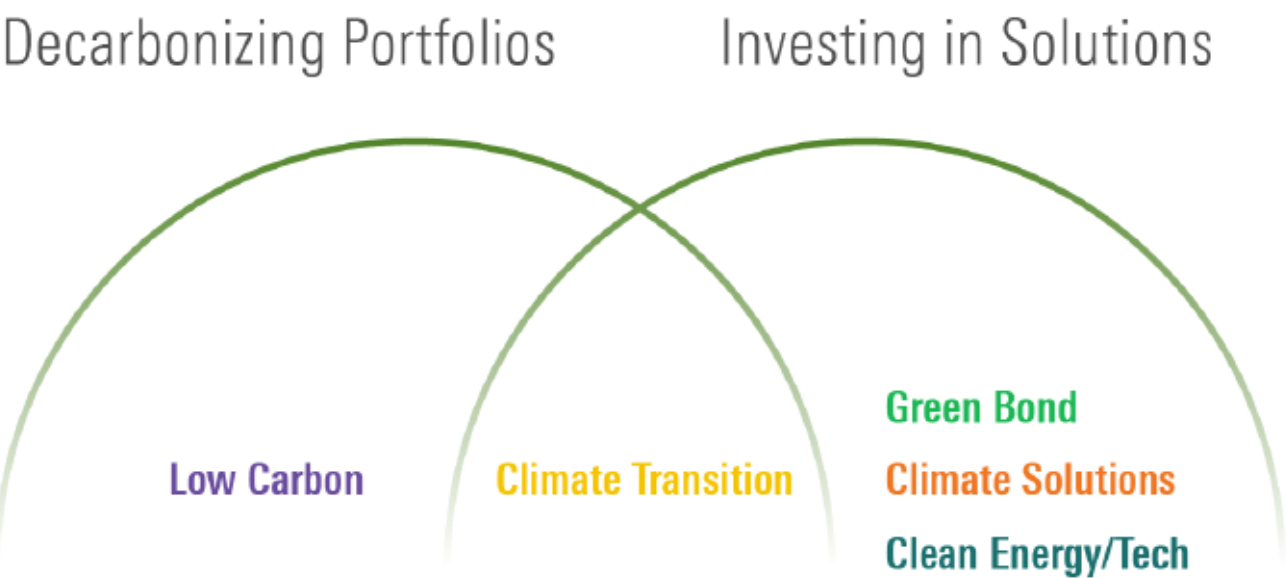 Decarbonizing Portfolios
Investing in Solutions
Green Bond
Low Carbon
Climate Transition
Climate Solutions
Clean Energy/Tech